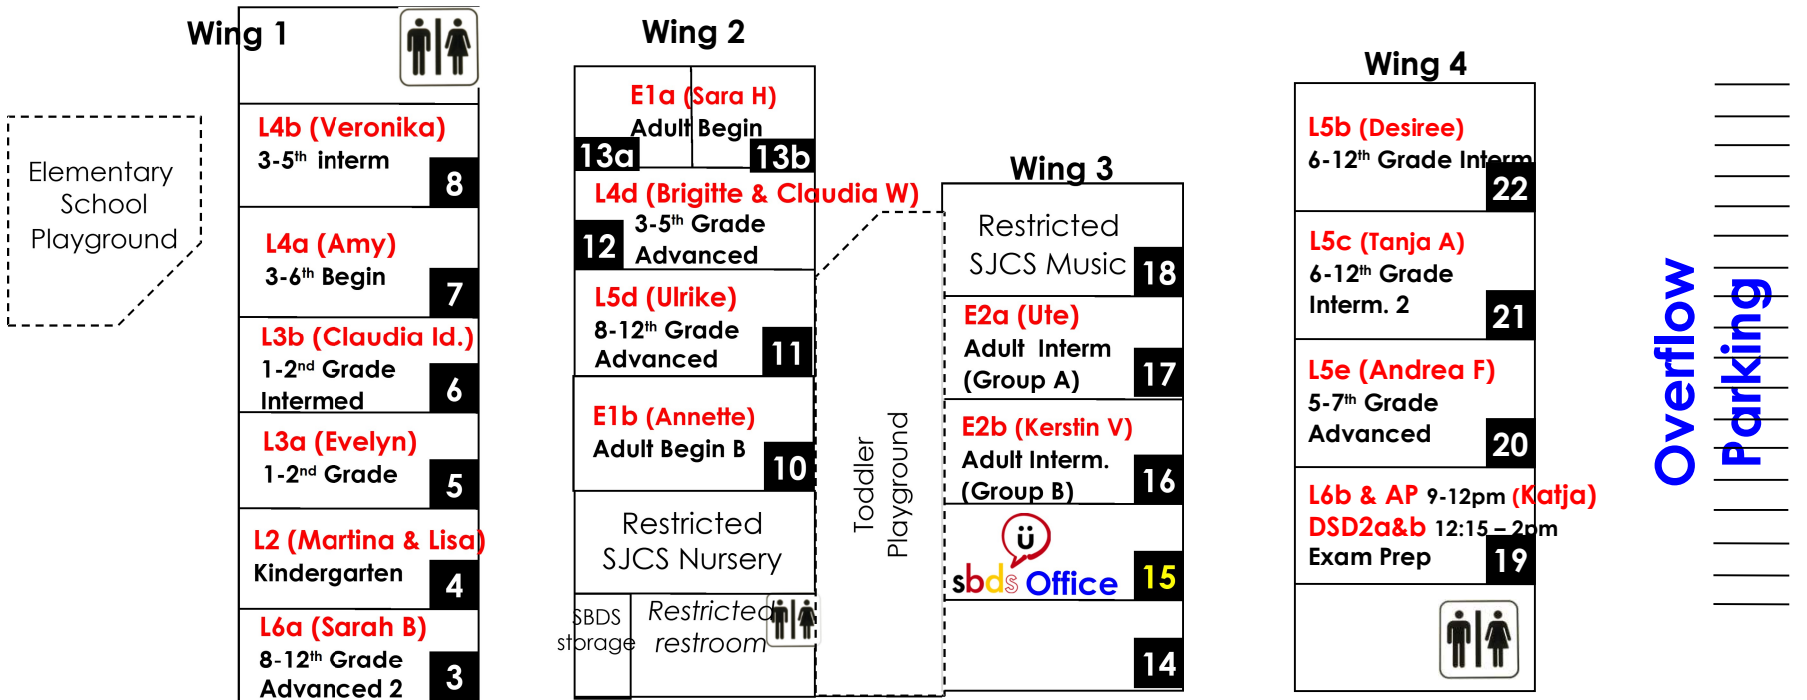 Wing 1
Elementary
School
Playground
L4b (Veronika)
3-5th interm
8
L4a (Amy)
3-6th Begin
7
L3b (Claudia Id.)
1-2nd Grade
Intermed
6
L3a (Evelyn)
1-2nd Grade
5
L2 (Martina & Lisa)
Kindergarten
4
L6a (Sarah B)
8-12th Grade
Advanced 2
3
Wing 2
E1a (Sara H)
Adult Begin
13a
13b
L4d (Brigitte & Claudia W)
3-5th Grade
Advanced
12
L5d (Ulrike)
8-12th Grade
Advanced
11
E1b (Annette)
Adult Begin B
10
Restricted
SJCS Nursery
SBDS
storage
Restricted
restroom
Toddler
Playground
Wing 3
Restricted
SJCS Music
18
E2a (Ute)
Adult Interm
(Group A)
17
E2b (Kerstin V)
Adult Interm.
(Group B)
16
ü
sbds Office
15
14
Wing 4
L5b (Desiree)
6-12th Grade Interm
22
L5c (Tanja A)
6-12th Grade
Interm. 2
21
L5e (Andrea F)
5-7th Grade
Advanced
20
L6b & AP 9-12pm (Katja)
DSD2a&b 12:15 – 2pm
Exam Prep
19
Overflow
Parking